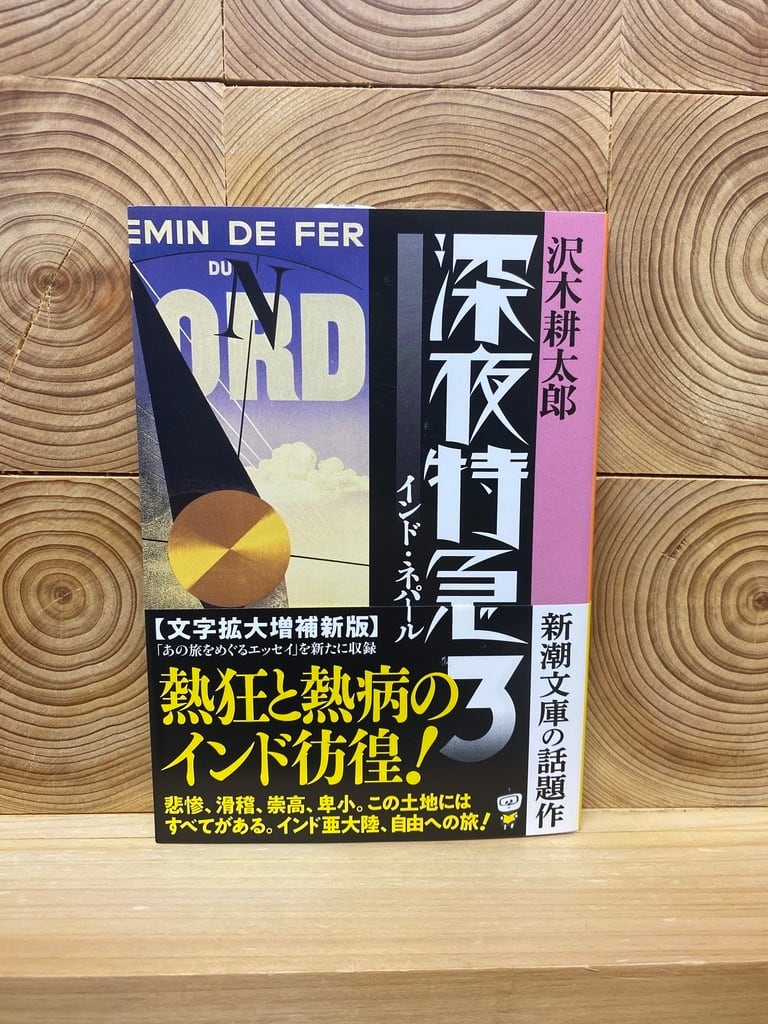 沢木耕太郎
深夜特急3
インド・ネパール
EMIN DE FER
DU
NORD
【文字拡大増補新版】
「あの旅をめぐるエッセイ」を新たに収録
熱狂と熱病の
インド彷徨!
悲惨、滑稽、崇高、卑小。この土地には
すべてがある。インド亜大陸、自由への旅!
新潮文庫の話題作